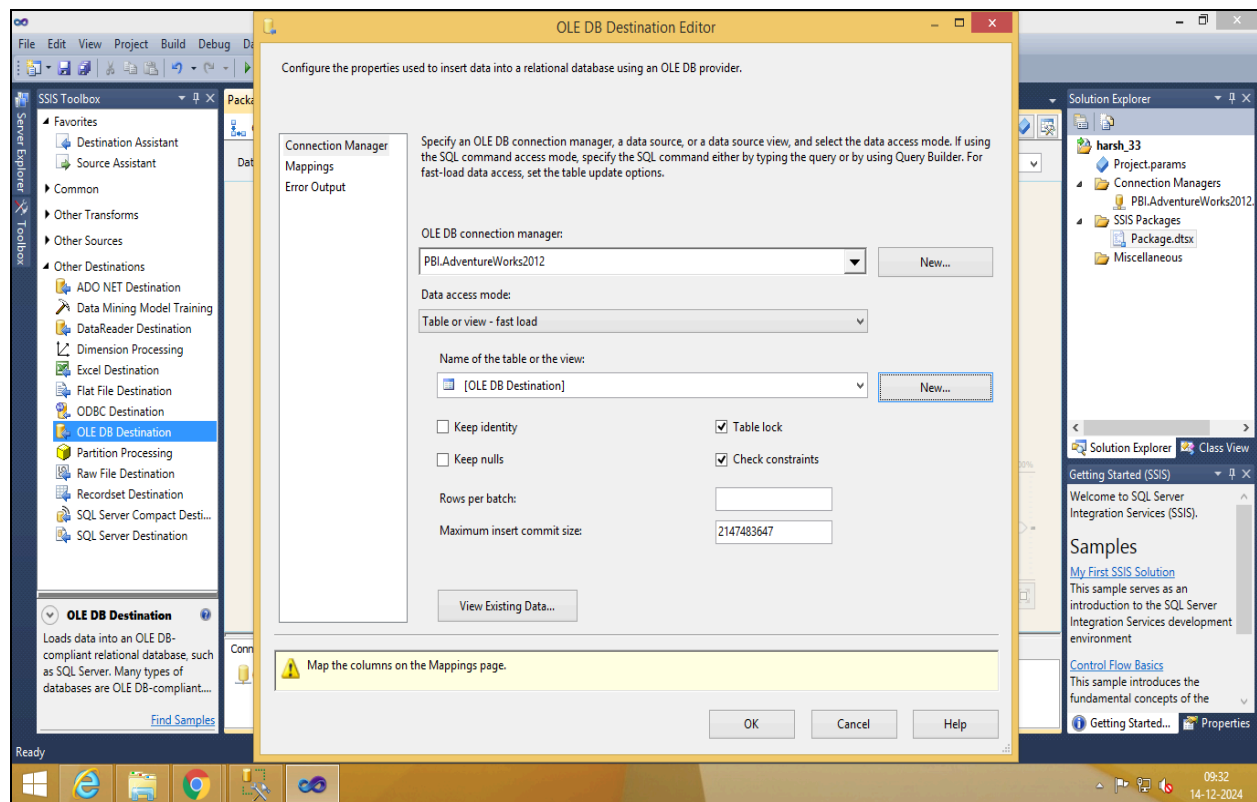 OLE DB Destination Editor
File Edit View Project Build Debug
Configure the properties used to insert data into a relational database using an OLE DB provider.
Server Explorer
Toolbox
SSIS Toolbox
Favorites
Destination Assistant
Source Assistant
Common
Other Transforms
Other Sources
Other Destinations
ADO NET Destination
Data Mining Model Training
DataReader Destination
Dimension Processing
Excel Destination
Flat File Destination
ODBC Destination
OLE DB Destination
Partition Processing
Raw File Destination
Recordset Destination
SQL Server Compact Desti...
SQL Server Destination
OLE DB Destination
Loads data into an OLE DB-
compliant relational database, such
as SQL Server. Many types of
databases are OLE DB-compliant....
Find Samples
Packa
Dat
Conn
Connection Manager
Mappings
Error Output
Specify an OLE DB connection manager, a data source, or a data source view, and select the data access mode. If using
the SQL command access mode, specify the SQL command either by typing the query or by using Query Builder. For
fast-load data access, set the table update options.
OLE DB connection manager:
PBI.AdventureWorks2012
New...
Data access mode:
Table or view - fast load
Name of the table or the view:
[OLE DB Destination]
New...
Keep identity
Table lock
Keep nulls
Check constraints
Rows per batch:
Maximum insert commit size:
2147483647
View Existing Data...
Map the columns on the Mappings page.
OK
Cancel
Help
Solution Explorer
harsh_33
Project.params
Connection Managers
PBI.AdventureWorks2012.
SSIS Packages
Package.dtsx
Miscellaneous
Solution Explorer
Class View
Getting Started (SSIS)
Welcome to SQL Server
Integration Services (SSIS).
Samples
My First SSIS Solution
This sample serves as an
introduction to the SQL Server
Integration Services development
environment
Control Flow Basics
This sample introduces the
fundamental concepts of the
Getting Started...
Properties
Ready
09:32
14-12-2024